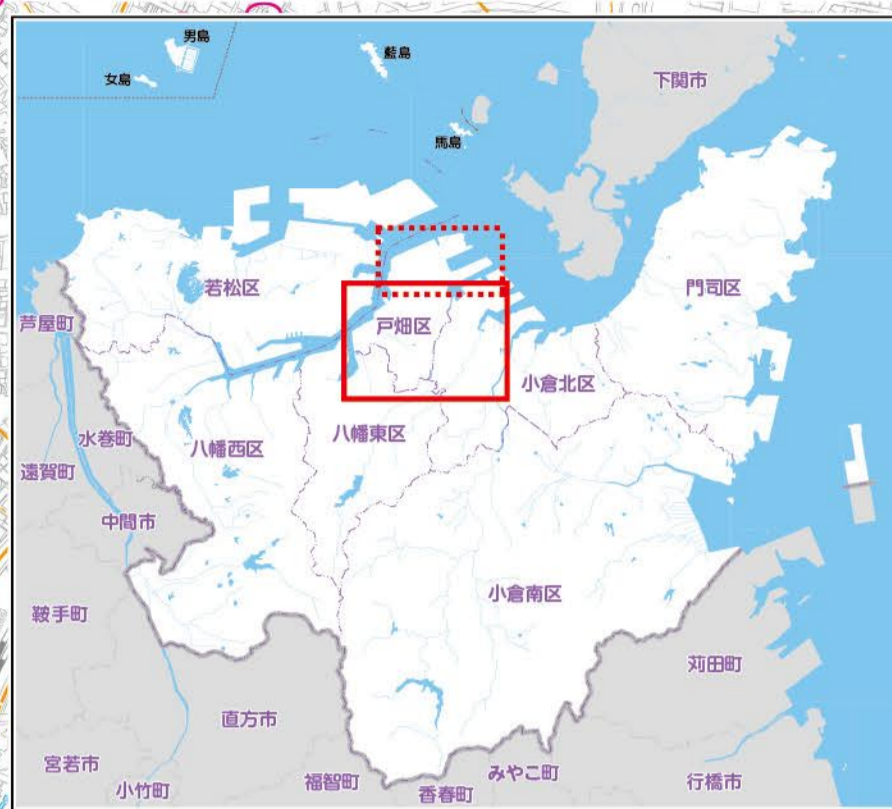 男島
女島
藍島
馬島
下関市
若松区
門司区
戸畑区
芦屋町
小倉北区
水巻町
八幡西区
八幡東区
遠賀町
中間市
小倉南区
鞍手町
苅田町
直方市
宮若市
小竹町
福智町
香春町
みやこ町
行橋市